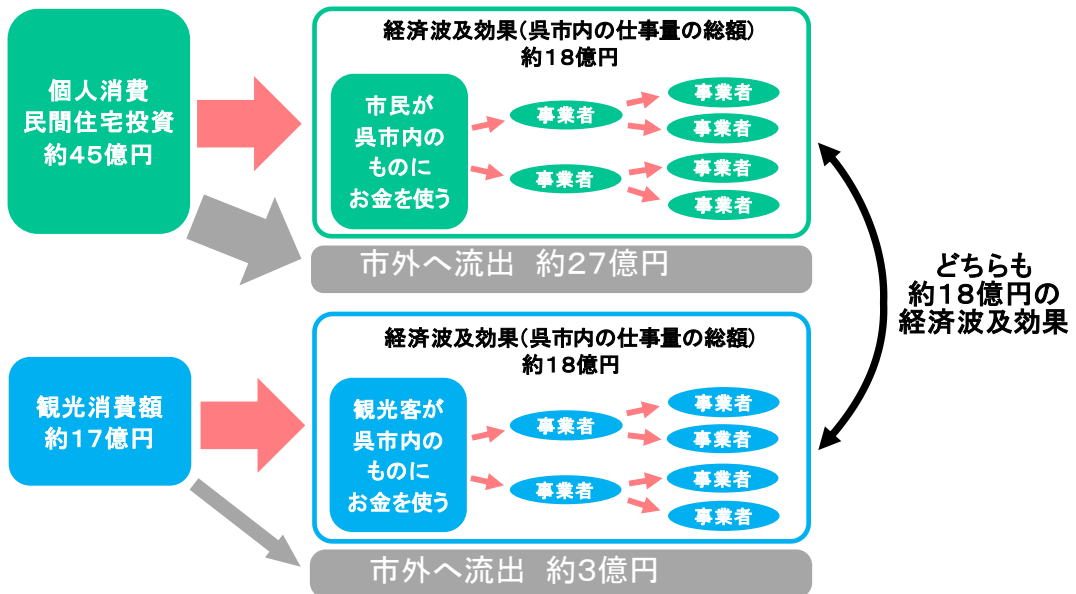 個人消費
民間住宅投資
約45億円
経済波及効果(呉市内の仕事量の総額)
約18億円
市民が
呉市内の
ものに
お金を使う
事業者
事業者
事業者
事業者
事業者
事業者
市外へ流出 約27億円
どちらも
約18億円の
経済波及効果
観光消費額
約17億円
経済波及効果(呉市内の仕事量の総額)
約18億円
観光客が
呉市内の
ものに
お金を使う
事業者
事業者
事業者
事業者
事業者
事業者
市外へ流出 約3億円